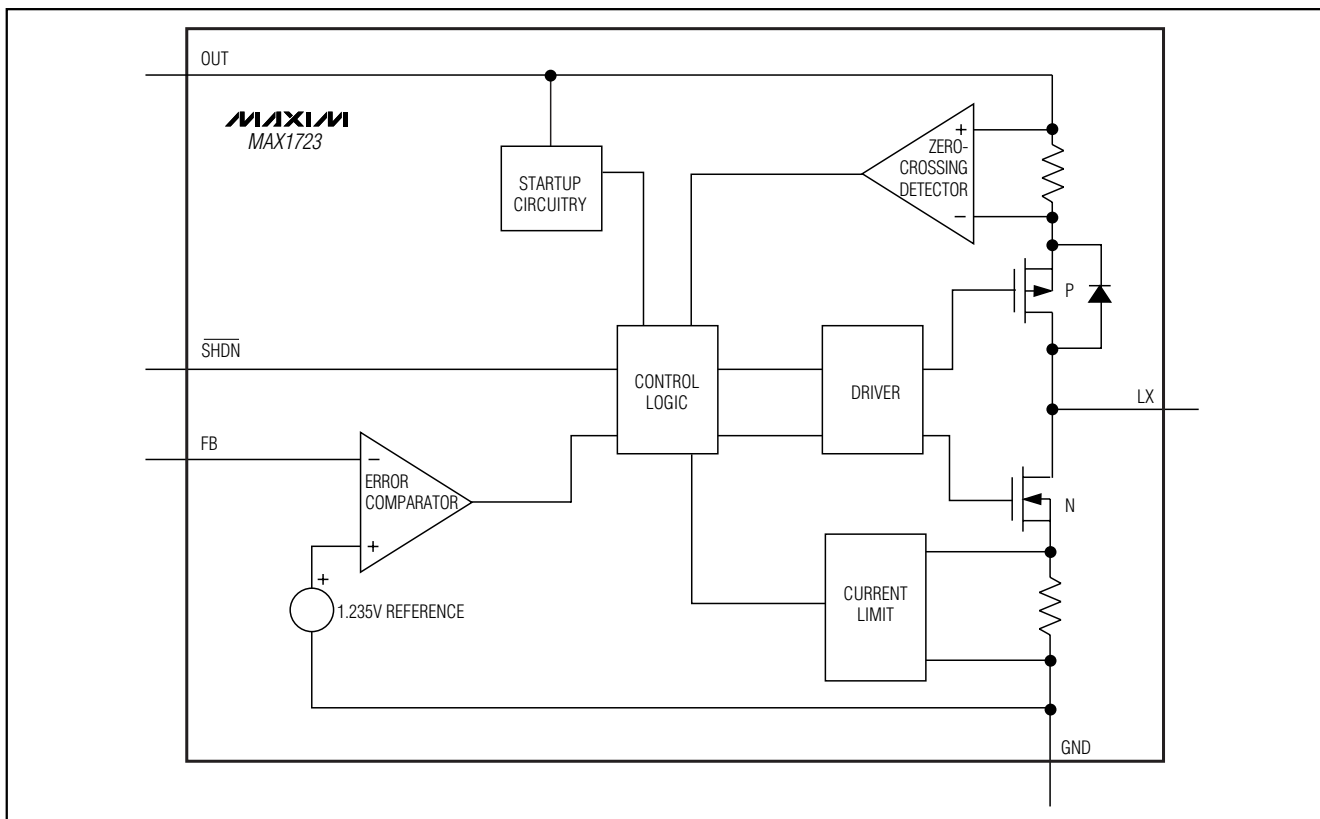 OUT
MAXIM
MAX1723
+
ZERO-
CROSSING
DETECTOR
−
STARTUP
CIRCUITRY
P
SHDN
CONTROL
LOGIC
DRIVER
LX
FB
−
ERROR
COMPARATOR
+
N
+
1.235V REFERENCE
CURRENT
LIMIT
GND